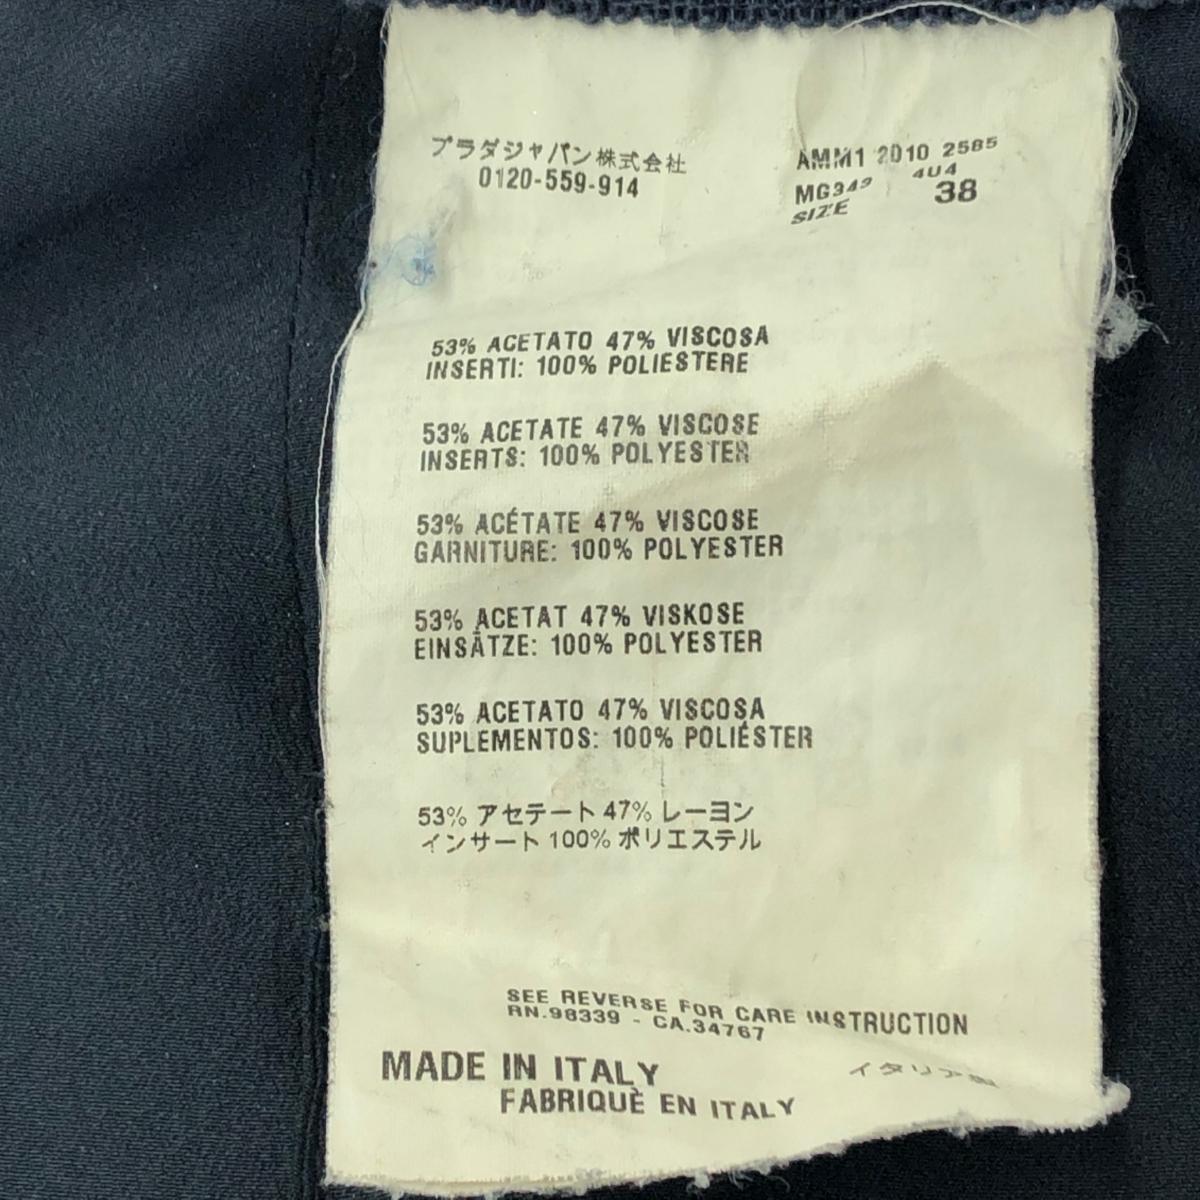 プラダジャパン株式会社
0120-559-914
AMM1 2010 2585
MG349 4U4
SIZE 38
53% ACETATO 47% VISCOSA
INSERTI: 100% POLIESTERE
53% ACETATE 47% VISCOSE
INSERTS: 100% POLYESTER
53% ACÉTATE 47% VISCOSE
GARNITURE: 100% POLYESTER
53% ACETAT 47% VISKOSE
EINSÄTZE: 100% POLYESTER
53% ACETATO 47% VISCOSA
SUPLEMENTOS: 100% POLIÉSTER
53% アセテート 47% レーヨン
インサート 100% ポリエステル
SEE REVERSE FOR CARE INSTRUCTION
RN.98339 - CA.34767
MADE IN ITALY
イタリア製
FABRIQUÈ EN ITALY